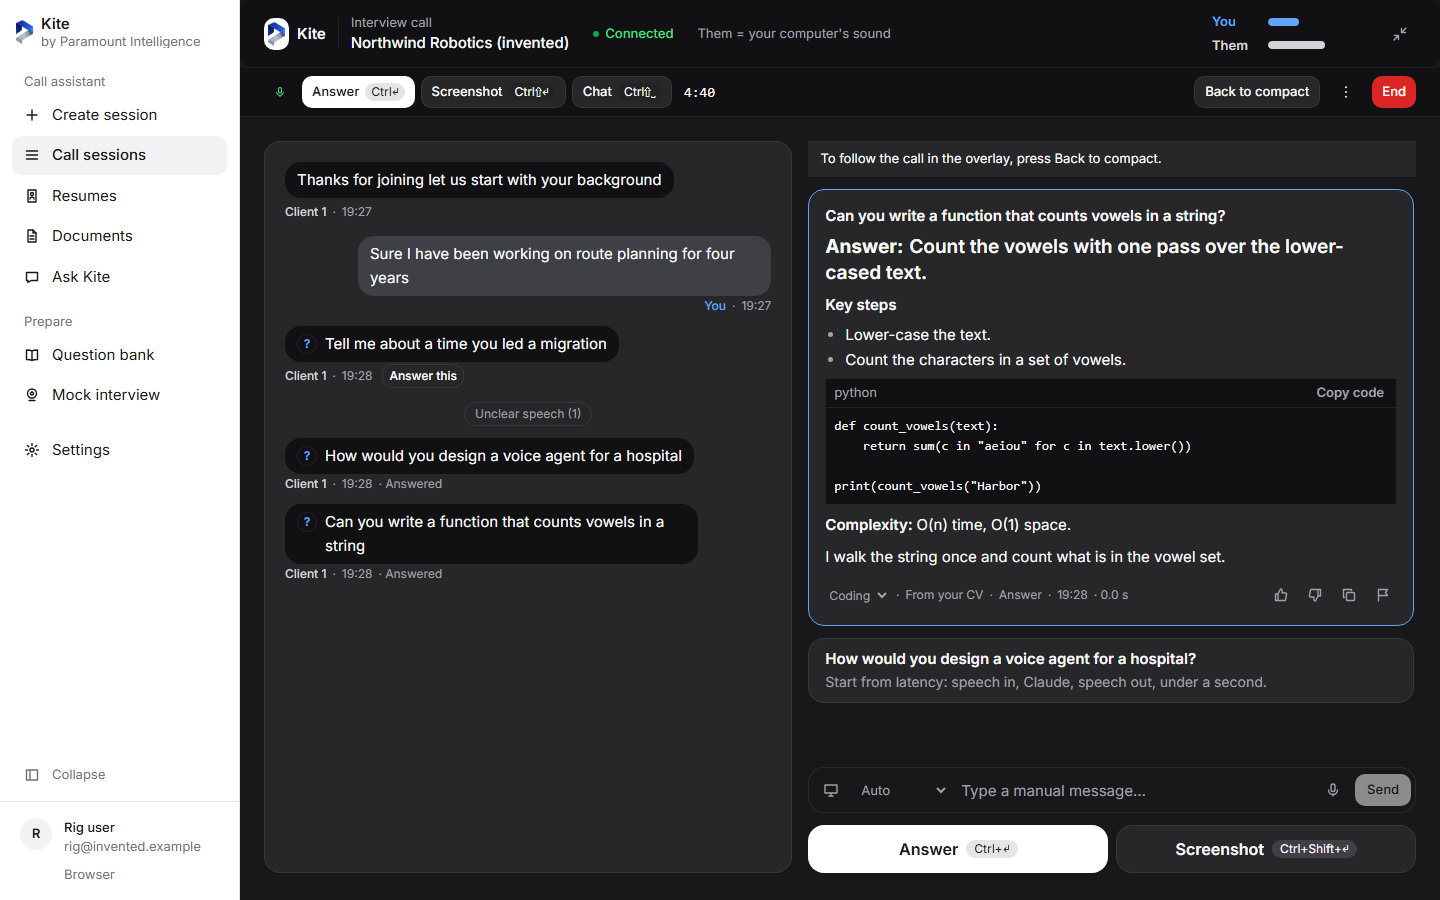 Kite
by Paramount Intelligence
Call assistant
Create session
Call sessions
Resumes
Documents
Ask Kite
Prepare
Question bank
Mock interview
Settings
Collapse
R
Rig user
rig@invented.example
Browser
Kite
Interview call
Northwind Robotics (invented)
Connected
Them = your computer's sound
You
Them
Answer Ctrl↵
Screenshot Ctrl⇧↵
Chat Ctrl⇧_
4:40
Back to compact
End
Thanks for joining let us start with your background
Client 1 · 19:27
Sure I have been working on route planning for four
years
You · 19:27
? Tell me about a time you led a migration
Client 1 · 19:28 Answer this
Unclear speech (1)
? How would you design a voice agent for a hospital
Client 1 · 19:28 · Answered
? Can you write a function that counts vowels in a
string
Client 1 · 19:28 · Answered
To follow the call in the overlay, press Back to compact.
Can you write a function that counts vowels in a string?
Answer: Count the vowels with one pass over the lower-
cased text.
Key steps
• Lower-case the text.
• Count the characters in a set of vowels.
python Copy code
def count_vowels(text):
    return sum(c in "aeiou" for c in text.lower())
print(count_vowels("Harbor"))
Complexity: O(n) time, O(1) space.
I walk the string once and count what is in the vowel set.
Coding · From your CV · Answer · 19:28 · 0.0 s
How would you design a voice agent for a hospital?
Start from latency: speech in, Claude, speech out, under a second.
Auto Type a manual message... Send
Answer Ctrl+↵
Screenshot Ctrl+Shift+↵